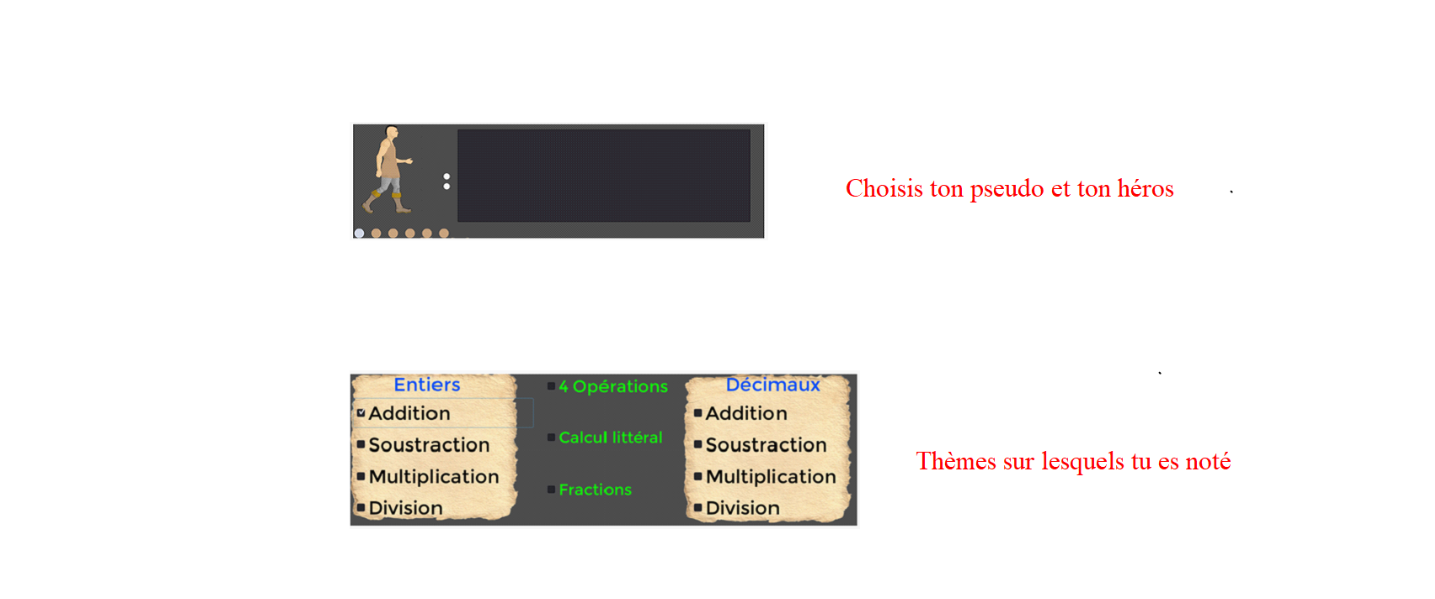 Choisis ton pseudo et ton héros
Entiers
Addition
Soustraction
Multiplication
Division
4 Opérations
Calcul littéral
Fractions
Décimaux
Addition
Soustraction
Multiplication
Division
Thèmes sur lesquels tu es noté